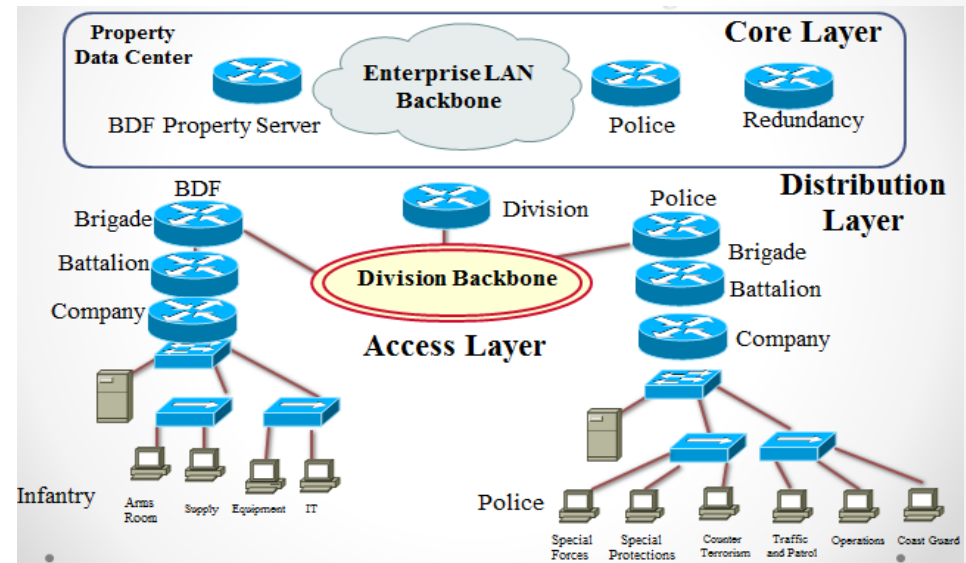 Property
Data Center
Core Layer
Enterprise LAN
Backbone
BDF Property Server
Police
Redundancy
BDF
Brigade
Battalion
Company
Division
Division Backbone
Access Layer
Police
Distribution
Layer
Brigade
Battalion
Company
Infantry
Arms
Room
Supply
Equipment
IT
Police
Special
Forces
Special
Protections
Counter
Terrorism
Traffic
and Patrol
Operations
Coast Guard